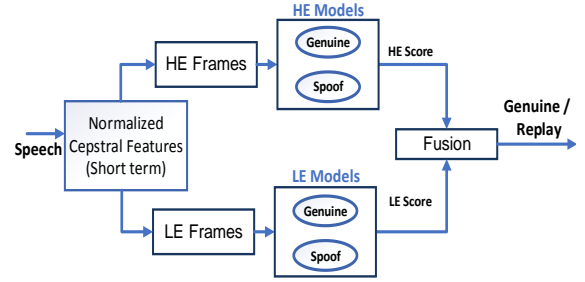 HE Models
Genuine
Spoof
HE Frames
HE Score
Normalized
Cepstral Features
(Short term)
Speech
Genuine /
Replay
Fusion
LE Models
Genuine
Spoof
LE Frames
LE Score